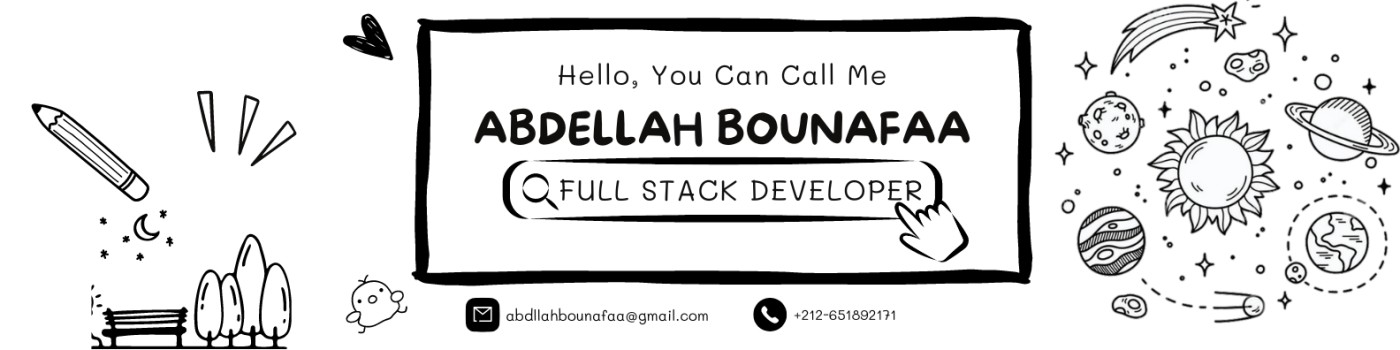 Hello, You Can Call Me
ABDELLAH BOUNAFAA
FULL STACK DEVELOPER
abdllahbounafaa@gmail.com
+212-651892171